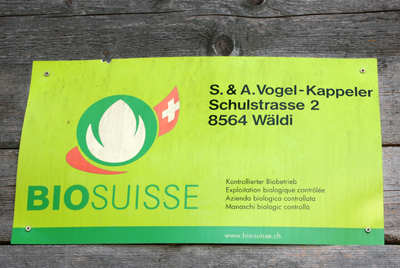 S. & A. Vogel-Kappeler
Schulstrasse 2
8564 Wäldi
BIOSUISSE
Kontrollierter Biobetrieb
Exploitation biologique contrôlée
Azienda biologica controllata
Manaschi biologic controllà
www.bio-suisse.ch